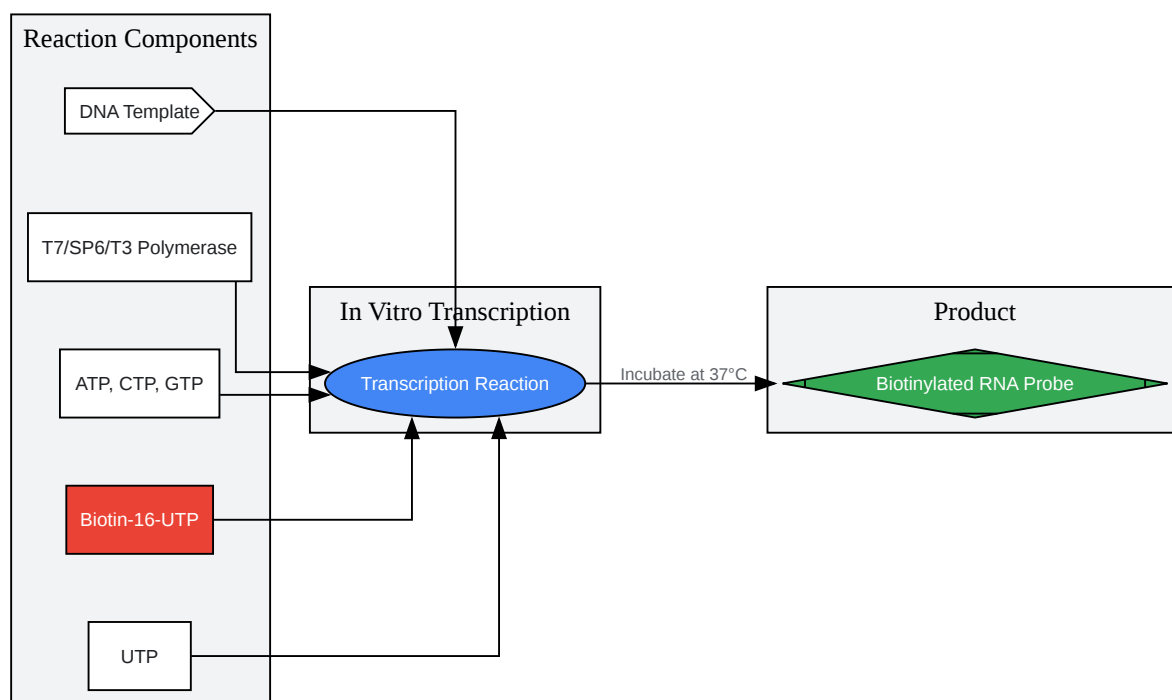 Reaction Components
DNA Template
T7/SP6/T3 Polymerase
ATP, CTP, GTP
Biotin-16-UTP
UTP
In Vitro Transcription
Transcription Reaction
Incubate at 37°C
Product
Biotinylated RNA Probe